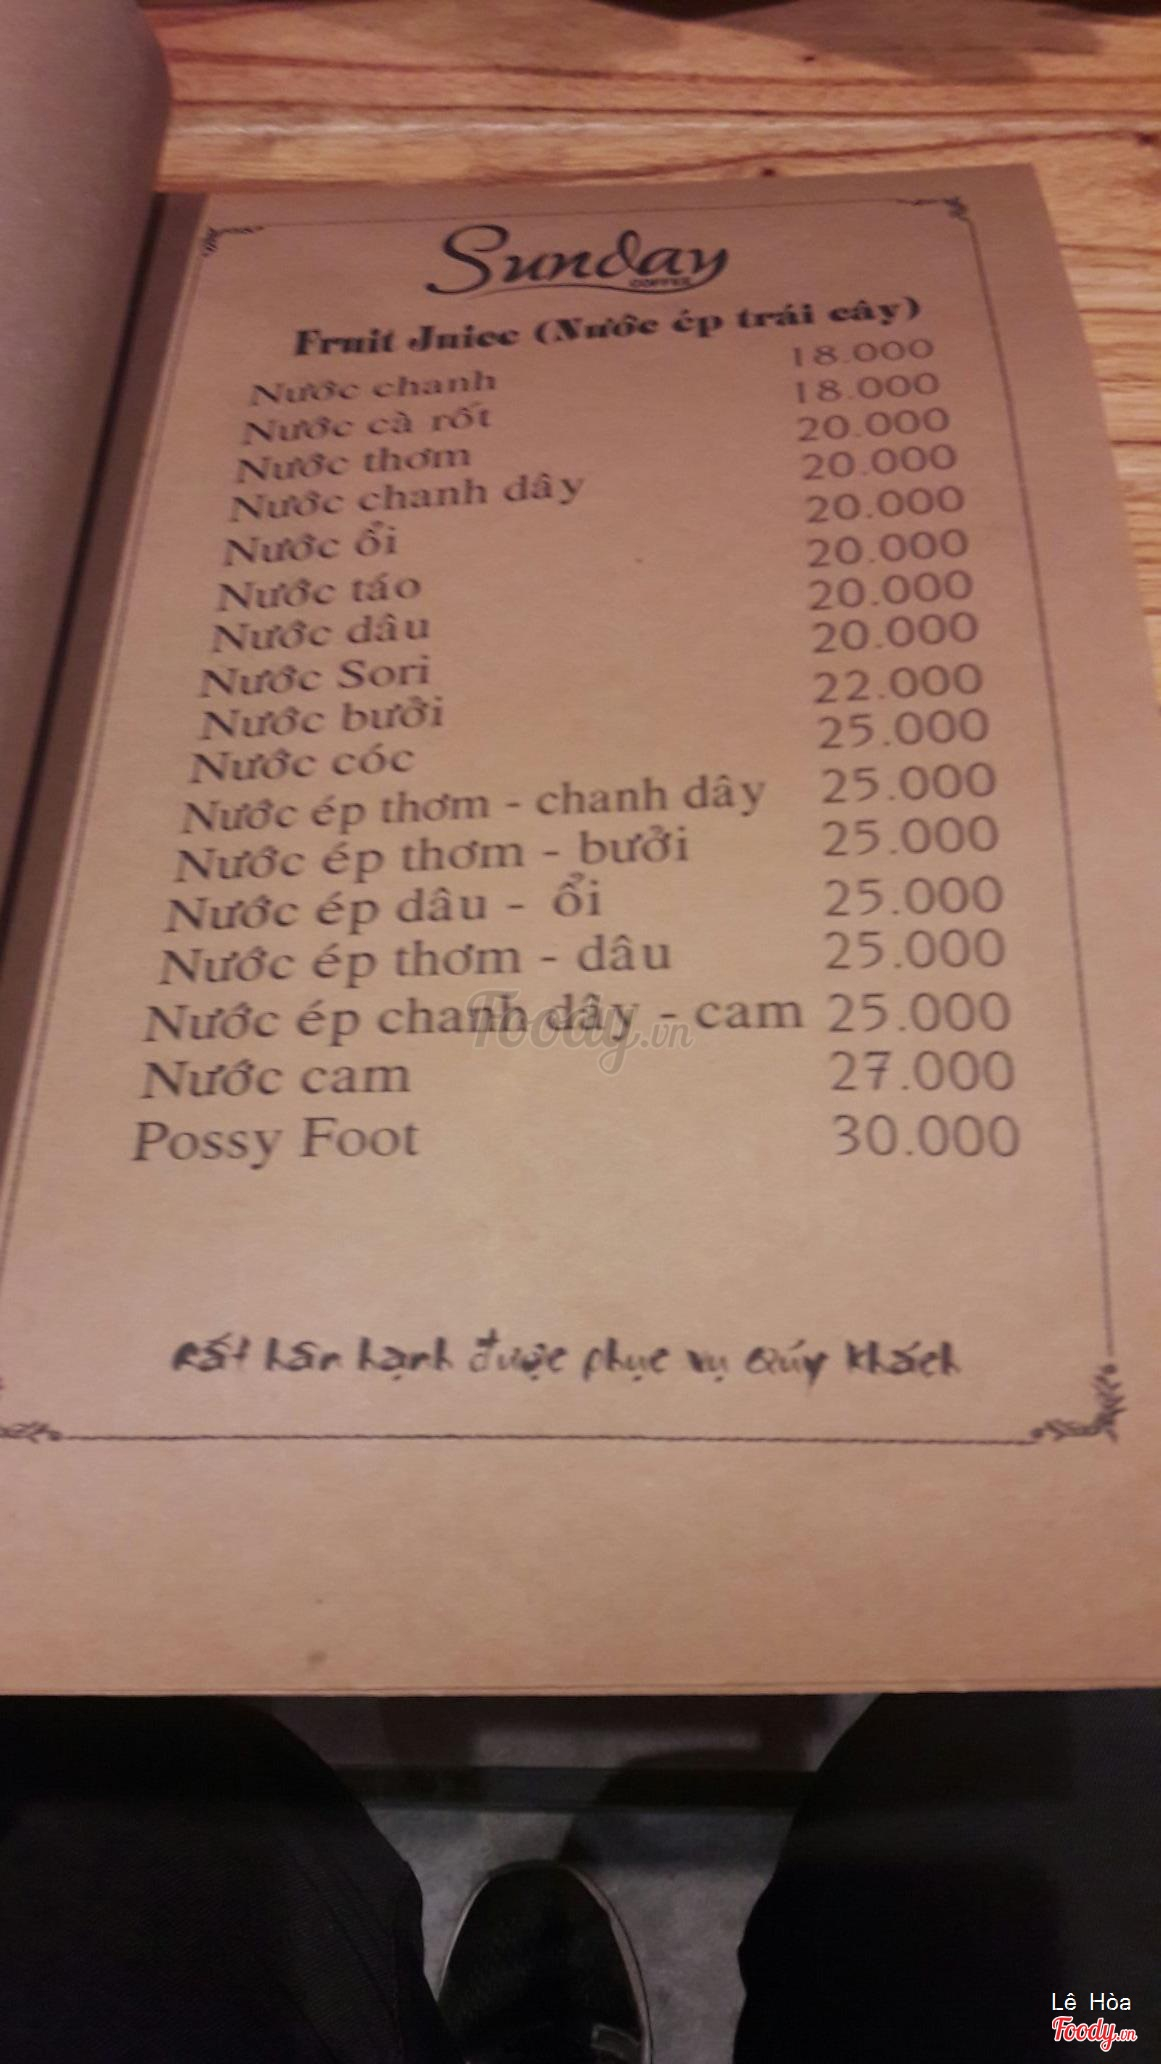 Sunday
COFFEE
Fruit Juice (Nước ép trái cây)
Nước chanh 18.000
Nước cà rốt 18.000
Nước thơm 20.000
Nước chanh dây 20.000
Nước ổi 20.000
Nước táo 20.000
Nước dâu 20.000
Nước Sori 20.000
Nước bưởi 22.000
Nước cóc 25.000
Nước ép thơm - chanh dây 25.000
Nước ép thơm - bưởi 25.000
Nước ép dâu - ổi 25.000
Nước ép thơm - dâu 25.000
Nước ép chanh dây - cam 25.000
Nước cam 27.000
Possy Foot 30.000
Foody.vn
Rất hân hạnh được phục vụ Qúy khách
Lê Hòa
Foody.vn